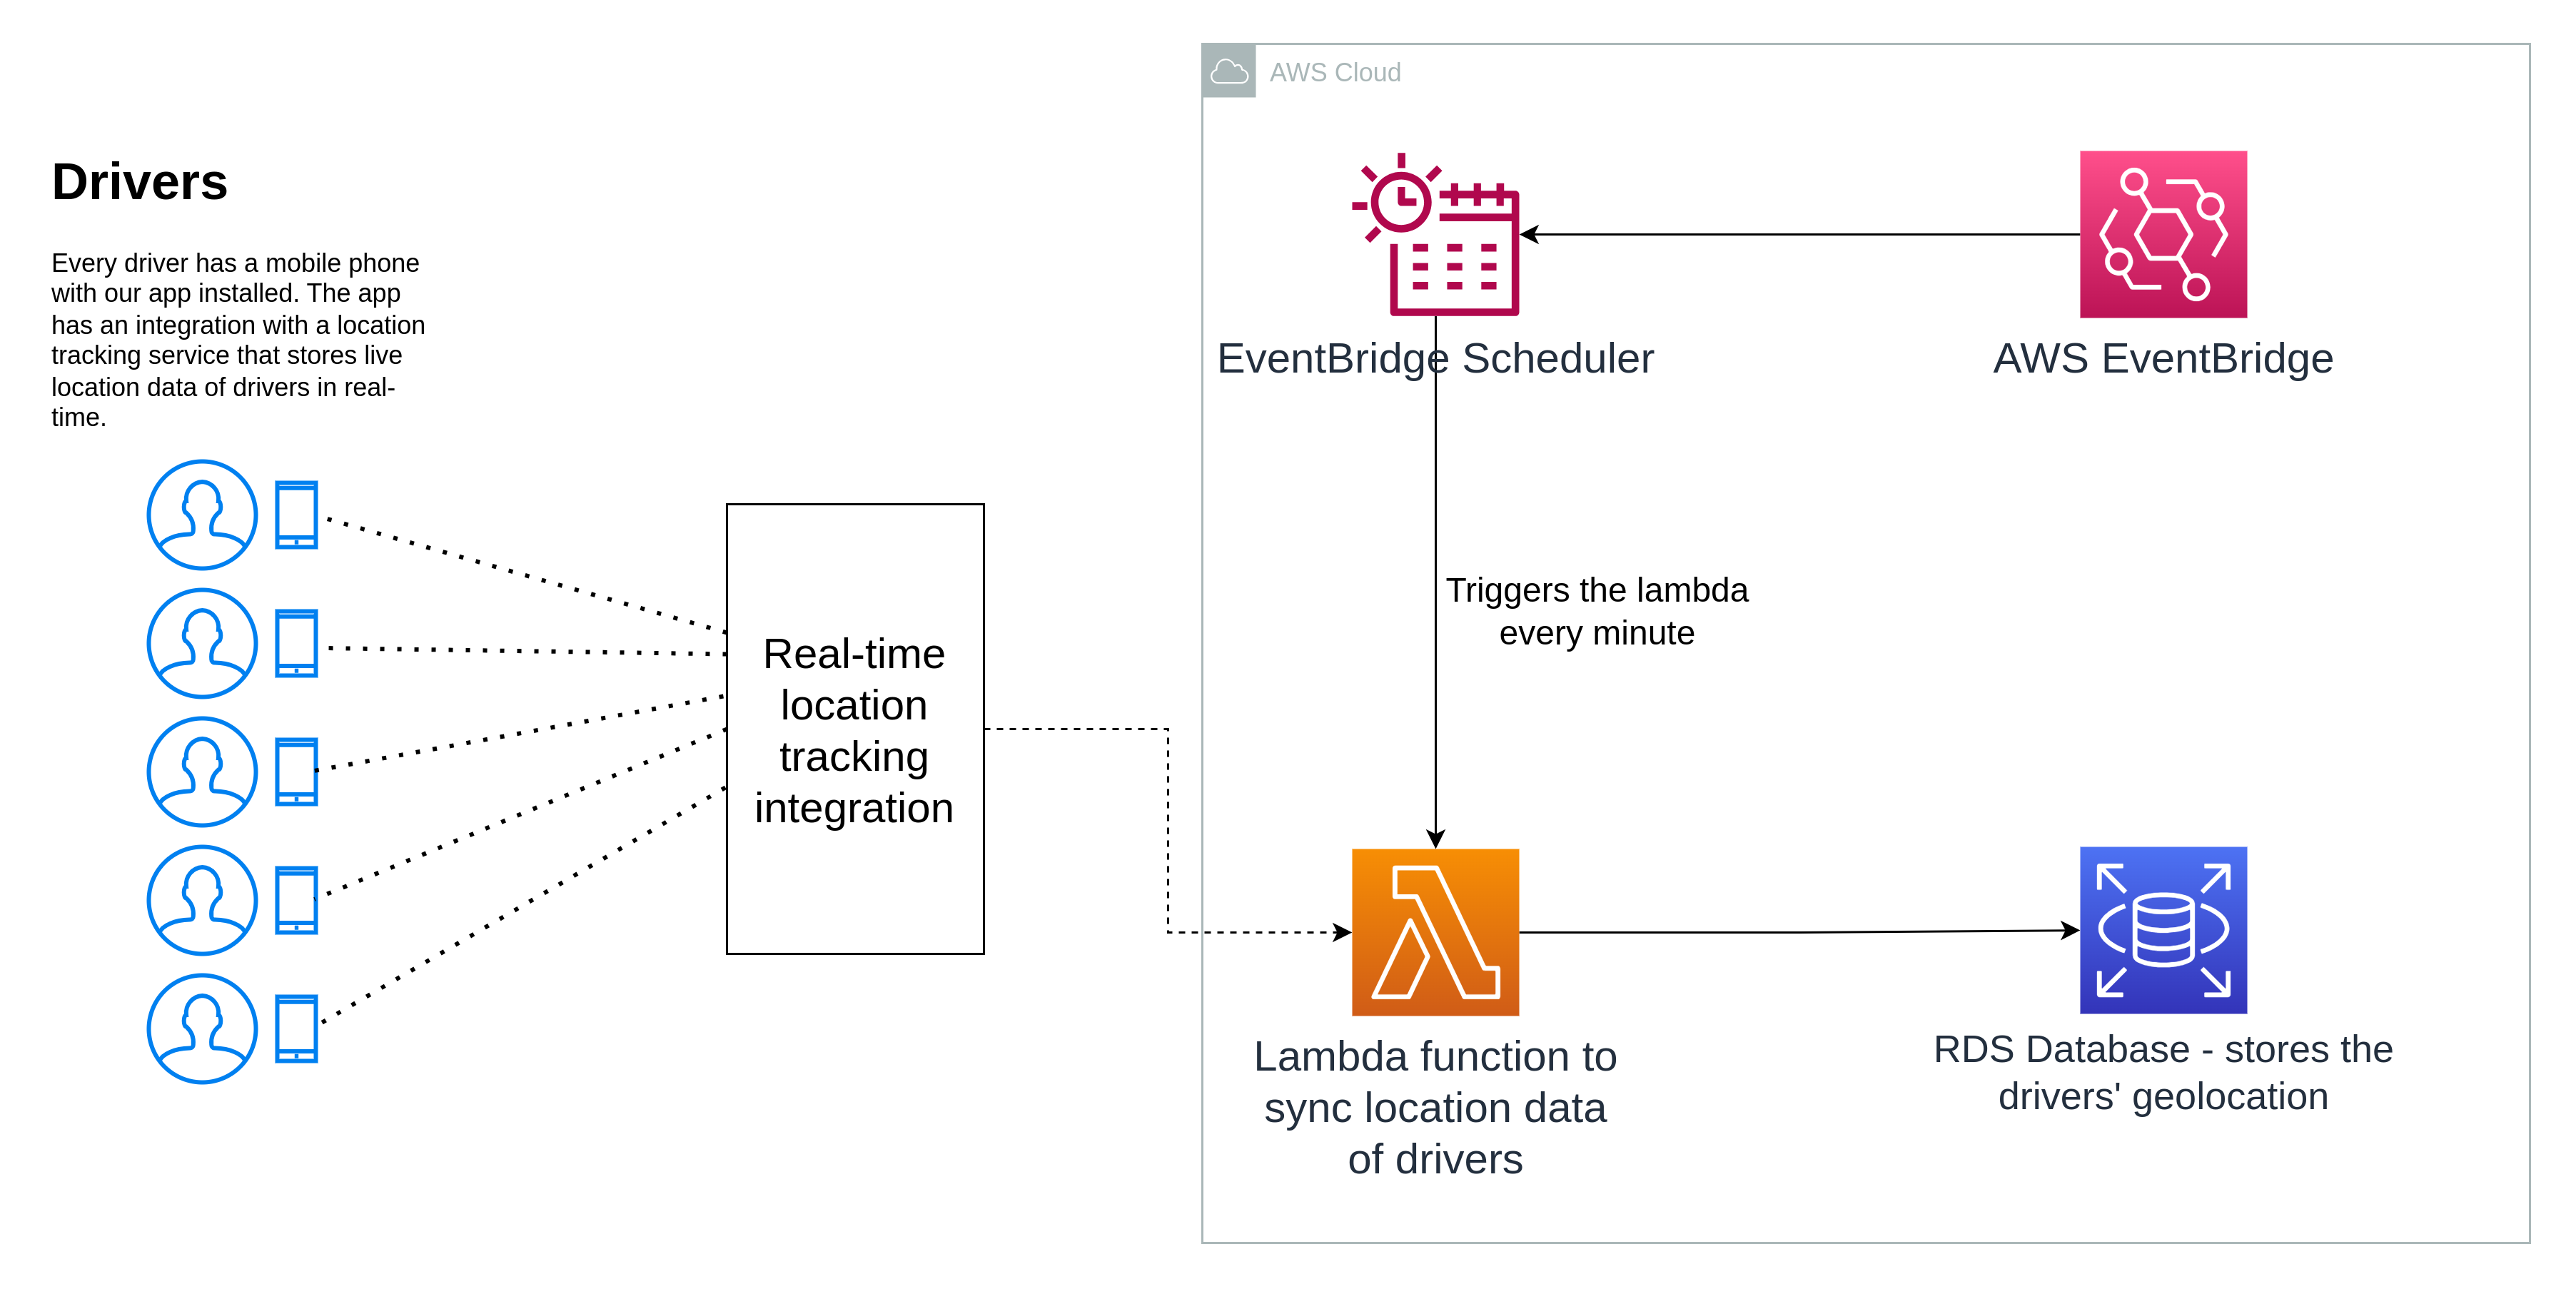 AWS Cloud
Drivers
Every driver has a mobile phone
with our app installed. The app
has an integration with a location
tracking service that stores live
location data of drivers in real-
time.
EventBridge Scheduler
AWS EventBridge
Triggers the lambda
every minute
Real-time
location
tracking
integration
Lambda function to
sync location data
of drivers
RDS Database - stores the
drivers' geolocation